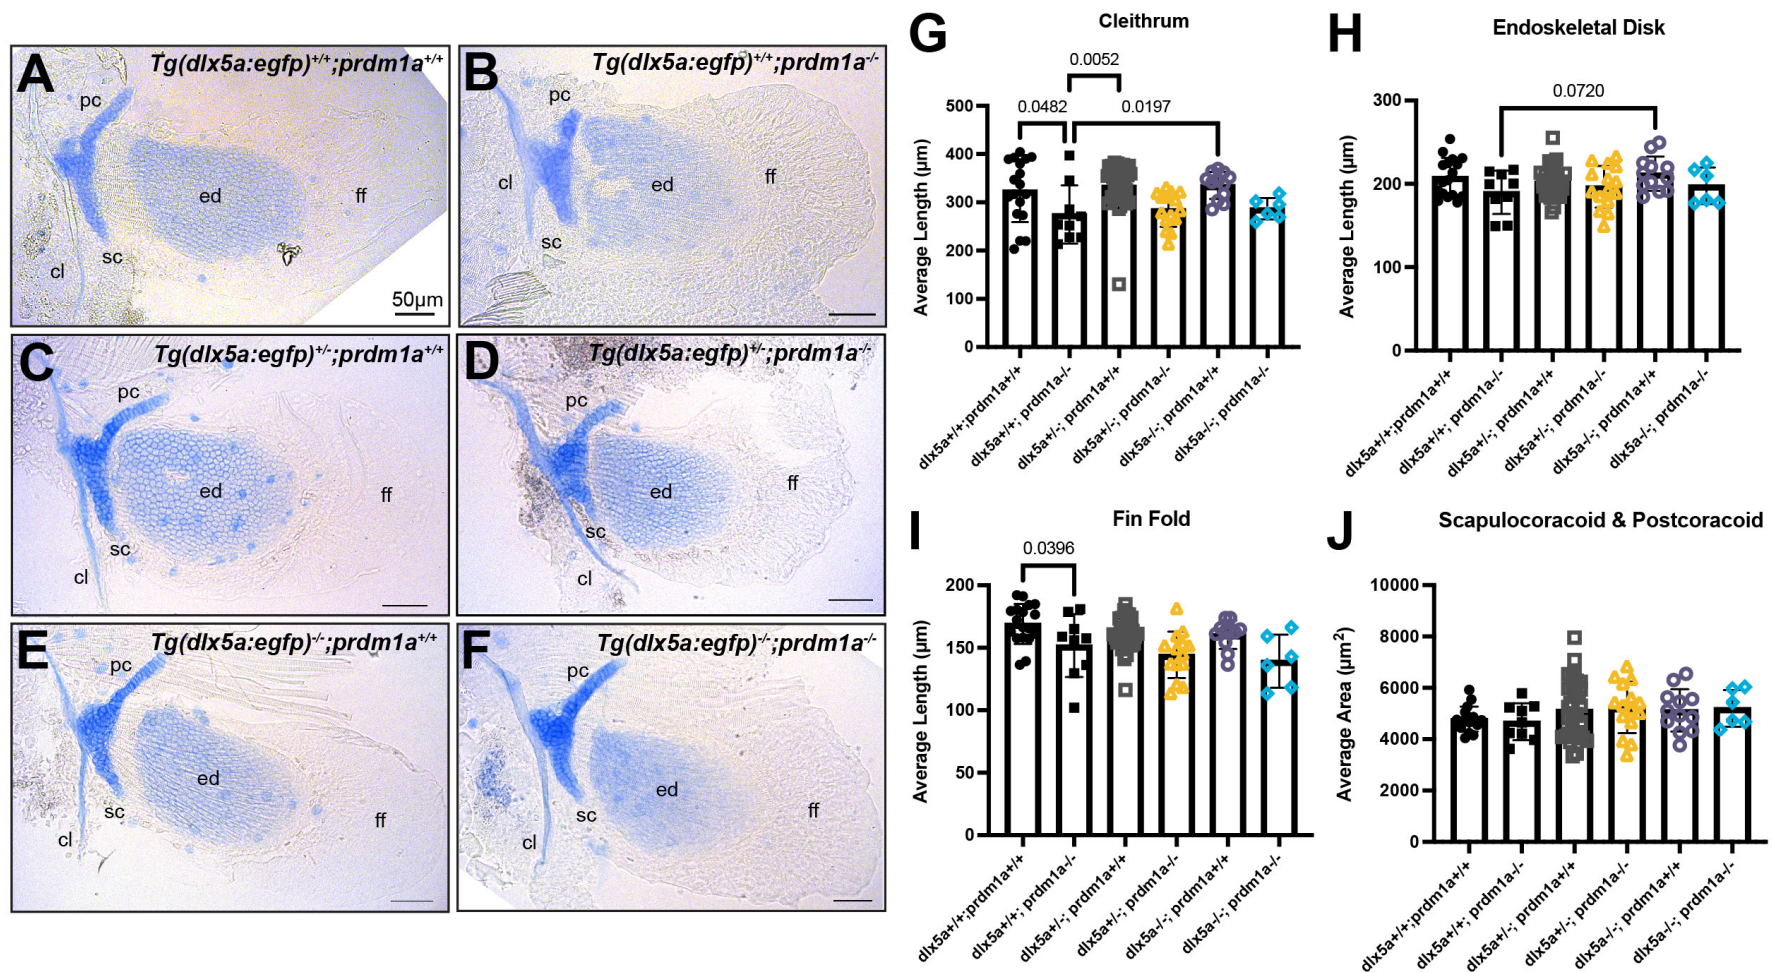 A
Tg(dlx5a:egfp)+/+;prdm1a+/+
pc
ed
ff
sc
cl
50µm
B
Tg(dlx5a:egfp)+/+;prdm1a-/-
pc
cl
ed
ff
sc
C
Tg(dlx5a:egfp)+/-;prdm1a+/+
pc
ed
ff
sc
cl
D
Tg(dlx5a:egfp)+/-;prdm1a-/-
pc
ed
ff
sc
cl
E
Tg(dlx5a:egfp)-/-;prdm1a+/+
pc
ed
sc
ff
cl
F
Tg(dlx5a:egfp)-/-;prdm1a-/-
pc
ed
sc
ff
cl
G
Cleithrum
0.0052
0.0482
0.0197
Average Length (µm)
500
400
300
200
100
0
dlx5a+/+;prdm1a+/+
dlx5a+/+; prdm1a-/-
dlx5a+/-; prdm1a+/+
dlx5a+/-; prdm1a-/-
dlx5a-/-; prdm1a+/+
dlx5a-/-; prdm1a-/-
H
Endoskeletal Disk
0.0720
Average Length (µm)
300
200
100
0
dlx5a+/+;prdm1a+/+
dlx5a+/+; prdm1a-/-
dlx5a+/-; prdm1a+/+
dlx5a+/-; prdm1a-/-
dlx5a-/-; prdm1a+/+
dlx5a-/-; prdm1a-/-
I
Fin Fold
0.0396
Average Length (µm)
200
150
100
50
0
dlx5a+/+;prdm1a+/+
dlx5a+/+; prdm1a-/-
dlx5a+/-; prdm1a+/+
dlx5a+/-; prdm1a-/-
dlx5a-/-; prdm1a+/+
dlx5a-/-; prdm1a-/-
J
Scapulocoracoid & Postcoracoid
Average Area (µm²)
10000
8000
6000
4000
2000
0
dlx5a+/+;prdm1a+/+
dlx5a+/+; prdm1a-/-
dlx5a+/-; prdm1a+/+
dlx5a+/-; prdm1a-/-
dlx5a-/-; prdm1a+/+
dlx5a-/-; prdm1a-/-